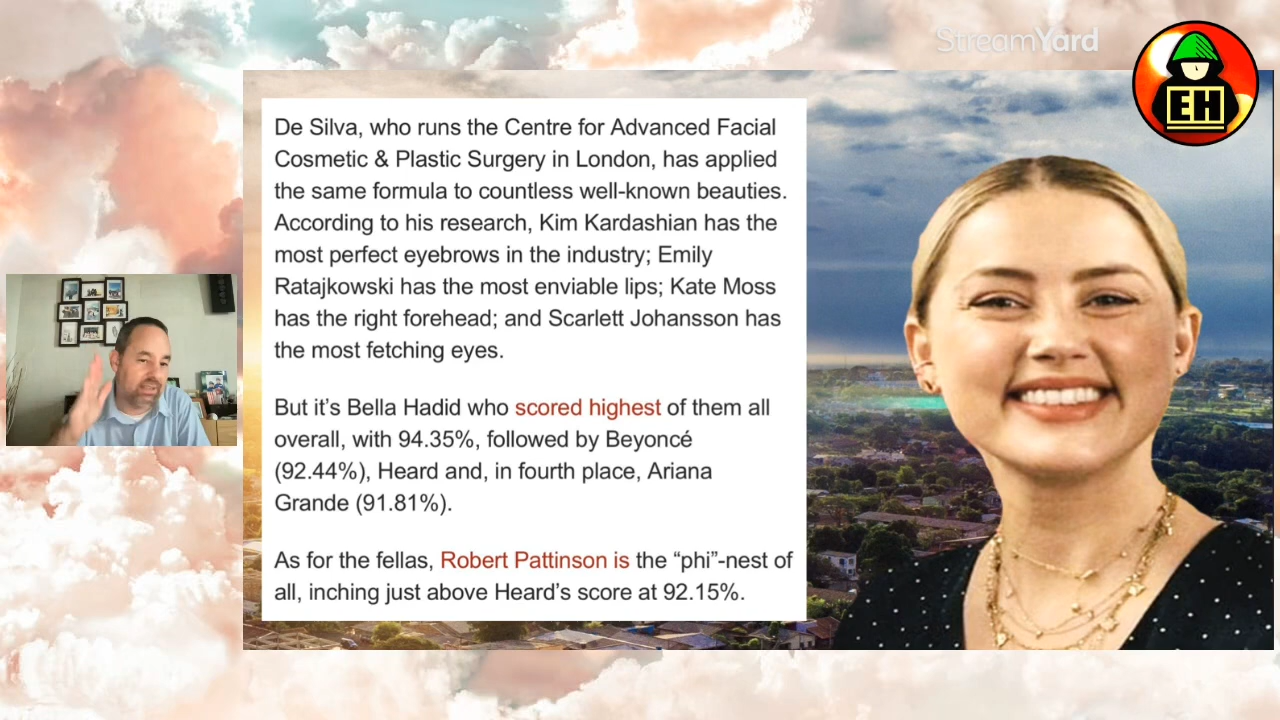 StreamYard
EH
De Silva, who runs the Centre for Advanced Facial
Cosmetic & Plastic Surgery in London, has applied
the same formula to countless well-known beauties.
According to his research, Kim Kardashian has the
most perfect eyebrows in the industry; Emily
Ratajkowski has the most enviable lips; Kate Moss
has the right forehead; and Scarlett Johansson has
the most fetching eyes.
But it’s Bella Hadid who scored highest of them all
overall, with 94.35%, followed by Beyoncé
(92.44%), Heard and, in fourth place, Ariana
Grande (91.81%).
As for the fellas, Robert Pattinson is the “phi”-nest of
all, inching just above Heard’s score at 92.15%.